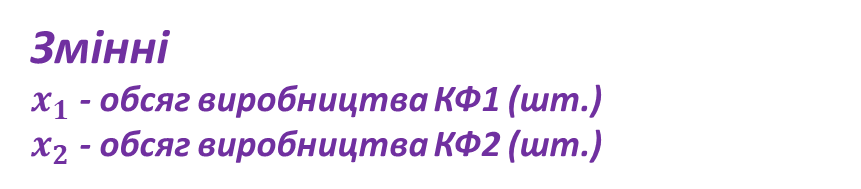 Змінні
x₁ - обсяг виробництва КФ1 (шт.)
x₂ - обсяг виробництва КФ2 (шт.)